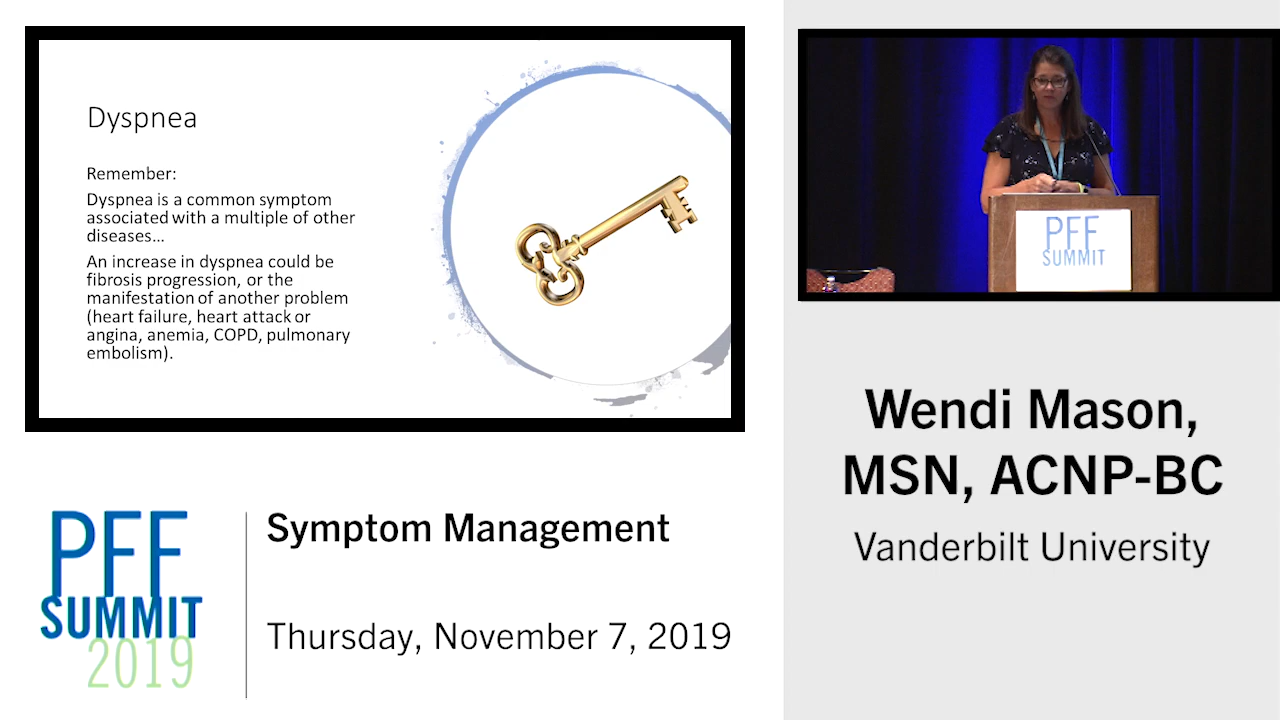 Dyspnea
Remember:
Dyspnea is a common symptom
associated with a multiple of other
diseases...
An increase in dyspnea could be
fibrosis progression, or the
manifestation of another problem
(heart failure, heart attack or
angina, anemia, COPD, pulmonary
embolism).
PFF
SUMMIT
Wendi Mason,
MSN, ACNP-BC
Vanderbilt University
PFF
SUMMIT
2019
Symptom Management
Thursday, November 7, 2019